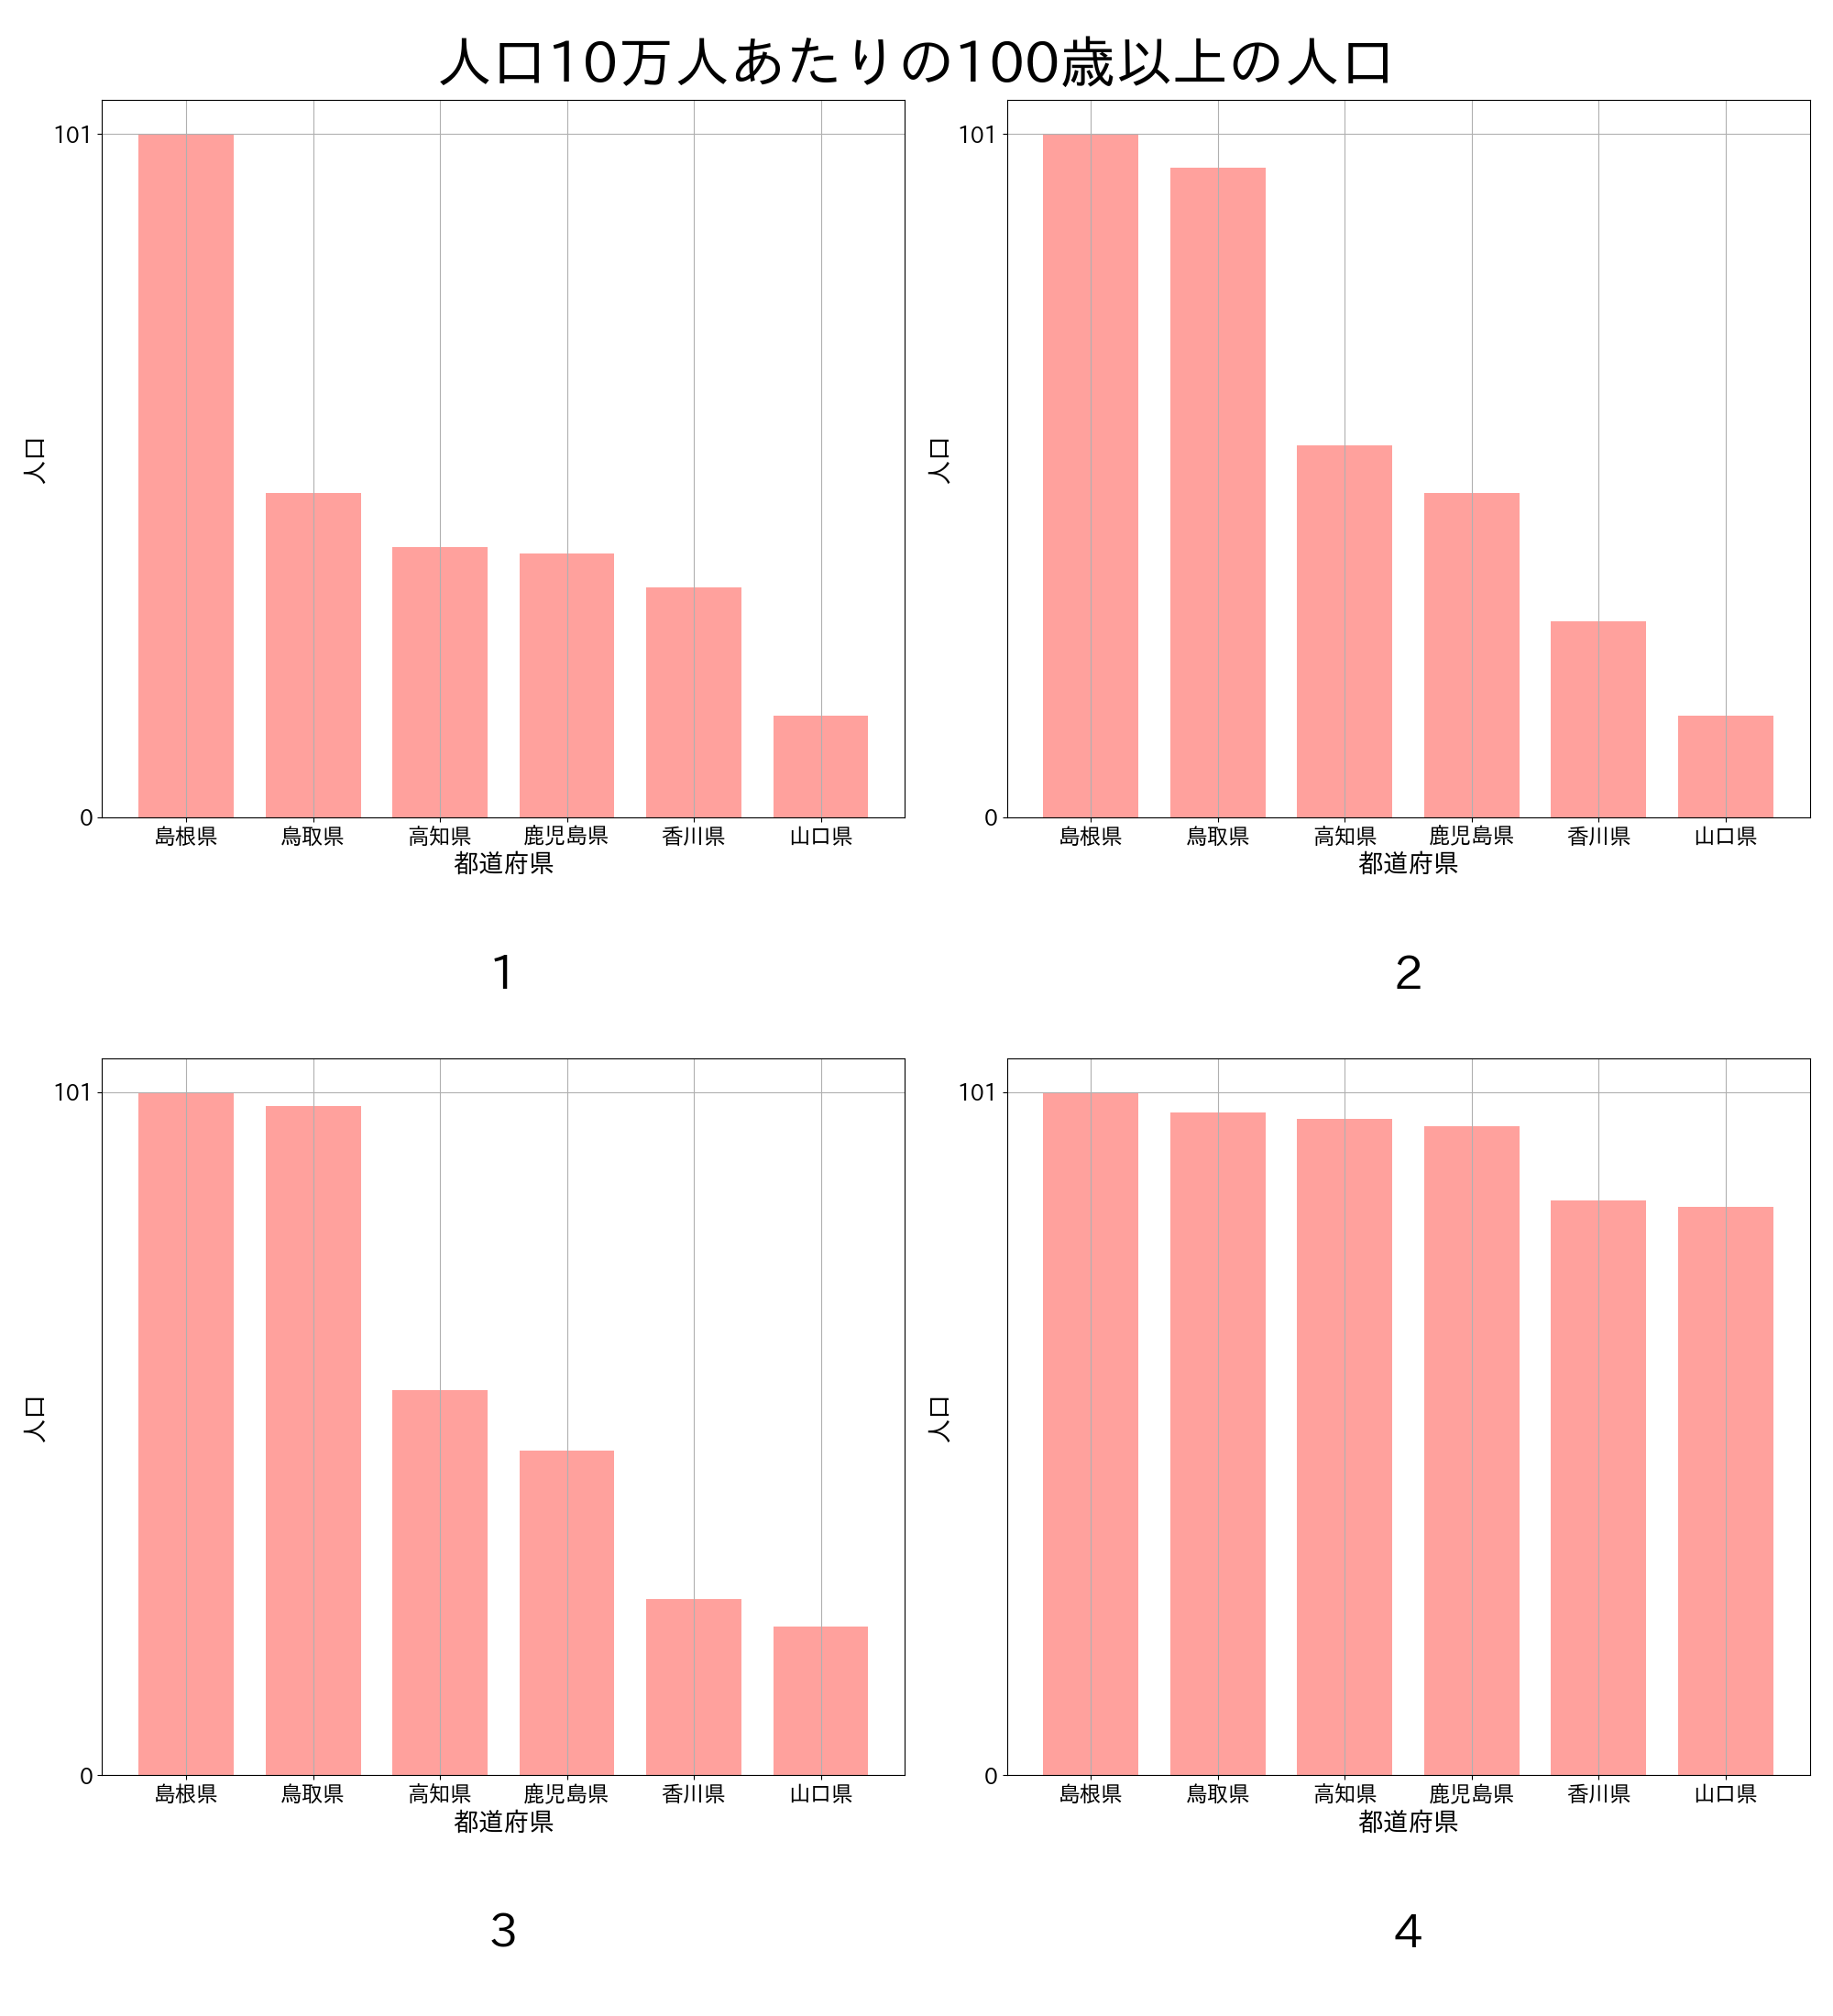 人口10万人あたりの100歳以上の人口
101
人口
0
島根県 鳥取県 高知県 鹿児島県 香川県 山口県
都道府県
1
101
人口
0
島根県 鳥取県 高知県 鹿児島県 香川県 山口県
都道府県
2
101
人口
0
島根県 鳥取県 高知県 鹿児島県 香川県 山口県
都道府県
3
101
人口
0
島根県 鳥取県 高知県 鹿児島県 香川県 山口県
都道府県
4